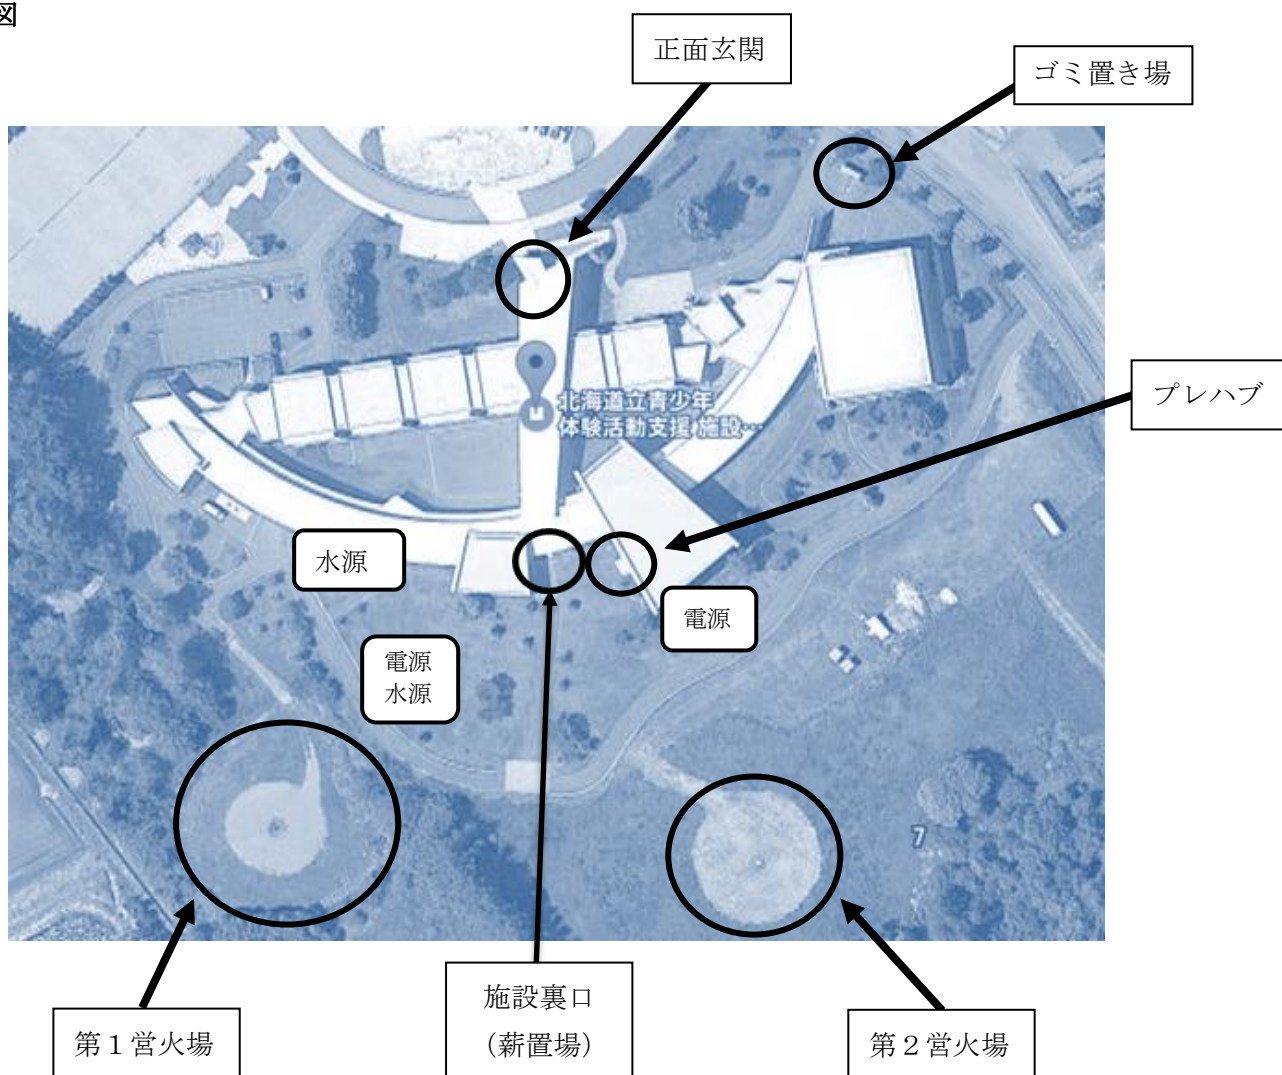 図
正面玄関
ゴミ置き場
プレハブ
北海道立青少年
体験活動支援 施設…
水源
電源
電源
水源
7
第１営火場
施設裏口
（薪置場）
第２営火場